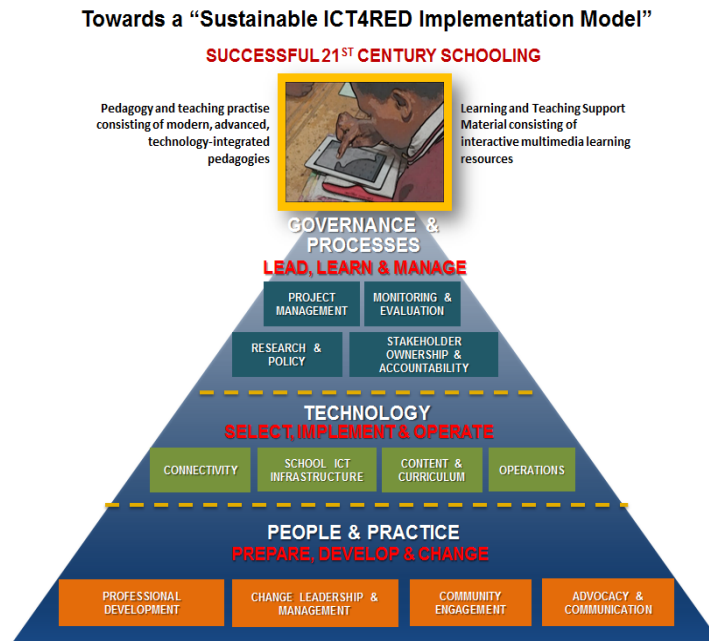 Towards a “Sustainable ICT4RED Implementation Model”
SUCCESSFUL 21ST CENTURY SCHOOLING
Pedagogy and teaching practise
consisting of modern, advanced,
technology-integrated
pedagogies
Learning and Teaching Support
Material consisting of
interactive multimedia learning
resources
GOVERNANCE &
PROCESSES
LEAD, LEARN & MANAGE
PROJECT
MANAGEMENT
MONITORING &
EVALUATION
RESEARCH &
POLICY
STAKEHOLDER
OWNERSHIP &
ACCOUNTABILITY
TECHNOLOGY
SELECT, IMPLEMENT & OPERATE
CONNECTIVITY
SCHOOL ICT
INFRASTRUCTURE
CONTENT &
CURRICULUM
OPERATIONS
PEOPLE & PRACTICE
PREPARE, DEVELOP & CHANGE
PROFESSIONAL
DEVELOPMENT
CHANGE LEADERSHIP &
MANAGEMENT
COMMUNITY
ENGAGEMENT
ADVOCACY &
COMMUNICATION